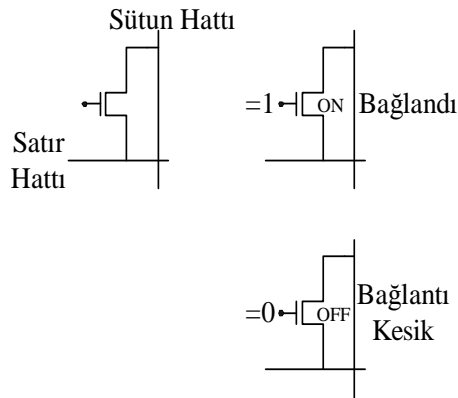 Sütun Hattı
Satır
Hattı
=1
ON
Bağlandı
=0
OFF
Bağlantı
Kesik